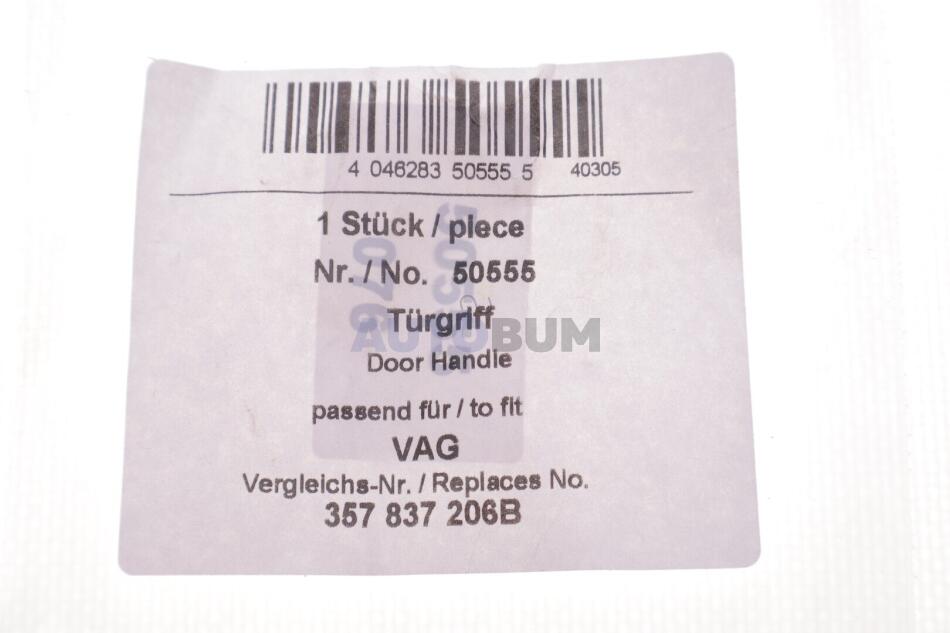 4 046283 50555 5 40305
1 Stück / piece
Nr. / No. 50555
Türgriff
AUTOBUM
Door Handle
passend für / to fit
VAG
Vergleichs-Nr. / Replaces No.
357 837 206B